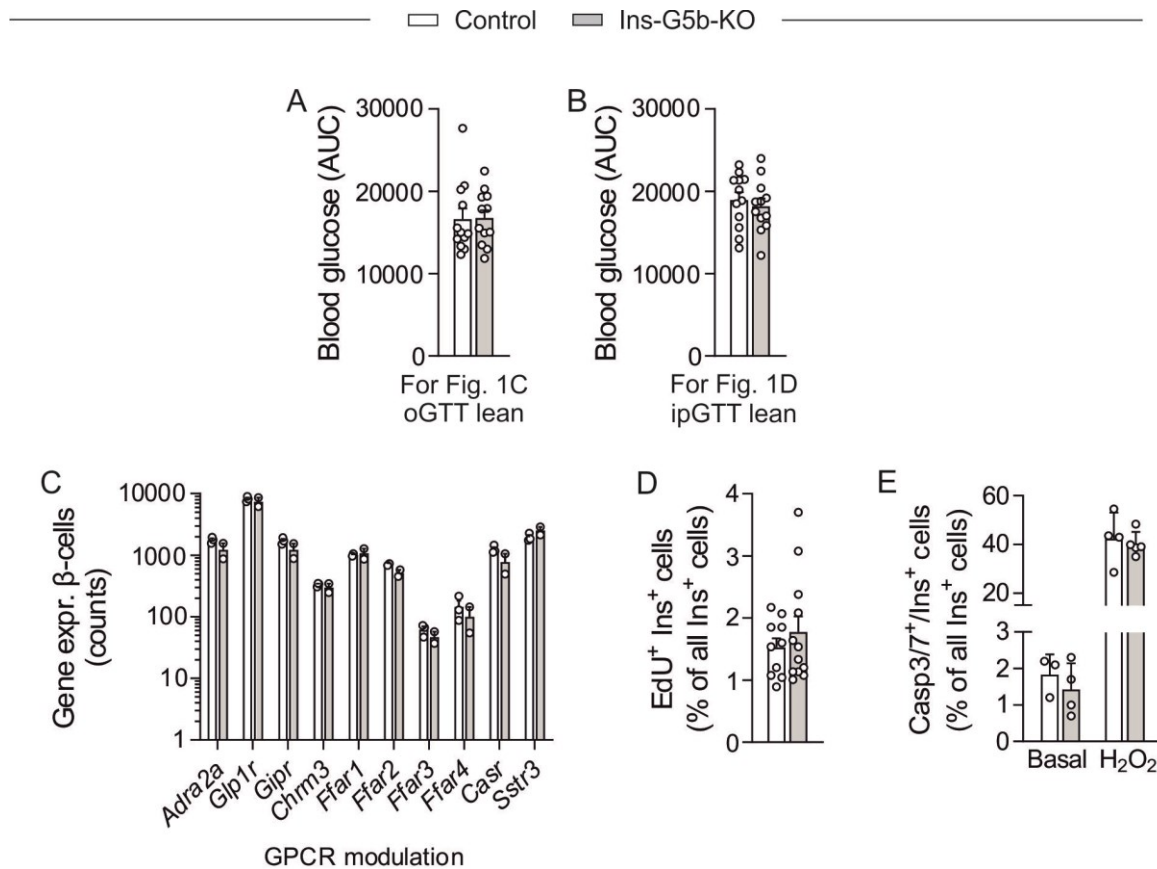 Control Ins-G5b-KO
A
Blood glucose (AUC)
30000
20000
10000
0
For Fig. 1C
oGTT lean
B
Blood glucose (AUC)
30000
20000
10000
0
For Fig. 1D
ipGTT lean
C
Gene expr. β-cells
(counts)
10000
1000
100
10
1
Adra2a
Glp1r
Gipr
Chrm3
Ffar1
Ffar2
Ffar3
Ffar4
Casr
Sstr3
GPCR modulation
D
EdU⁺ Ins⁺ cells
(% of all Ins⁺ cells)
4
3
2
1
0
E
Casp3/7⁺/Ins⁺ cells
(% of all Ins⁺ cells)
60
40
20
3
2
1
0
Basal H₂O₂